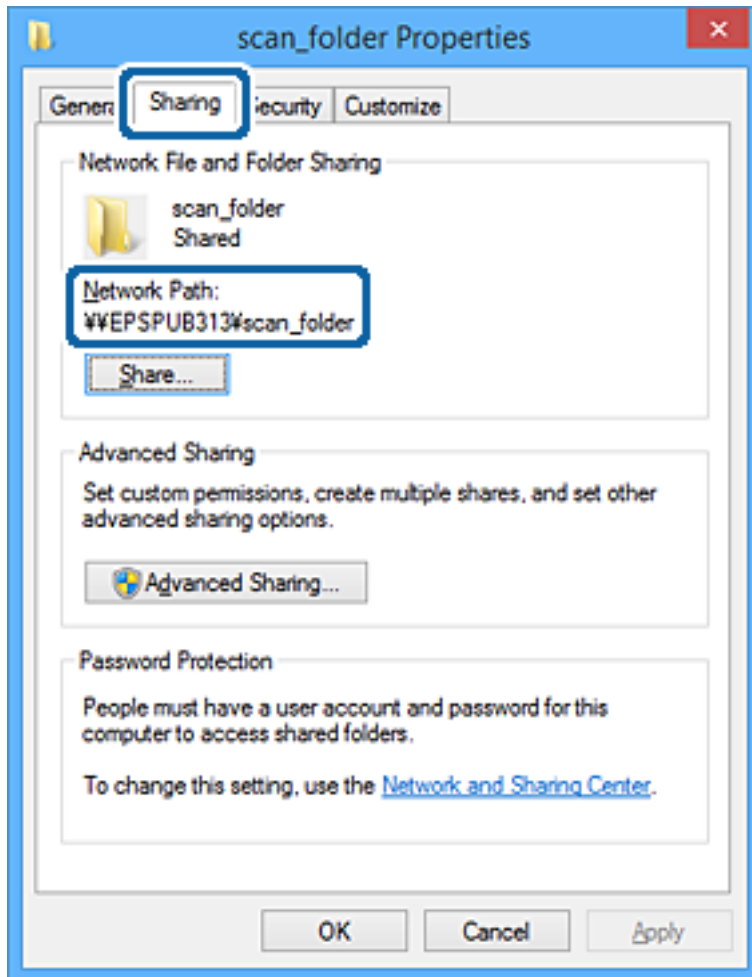 scan_folder Properties
Sharing
Customize
Network File and Folder Sharing
scan_folder
Shared
Network Path:
¥¥EPSPUB313¥scan_folder
Share...
Advanced Sharing
Set custom permissions, create multiple shares, and set other
advanced sharing options.
Advanced Sharing...
Password Protection
People must have a user account and password for this
computer to access shared folders.
To change this setting, use the Network and Sharing Center.
OK Cancel Apply